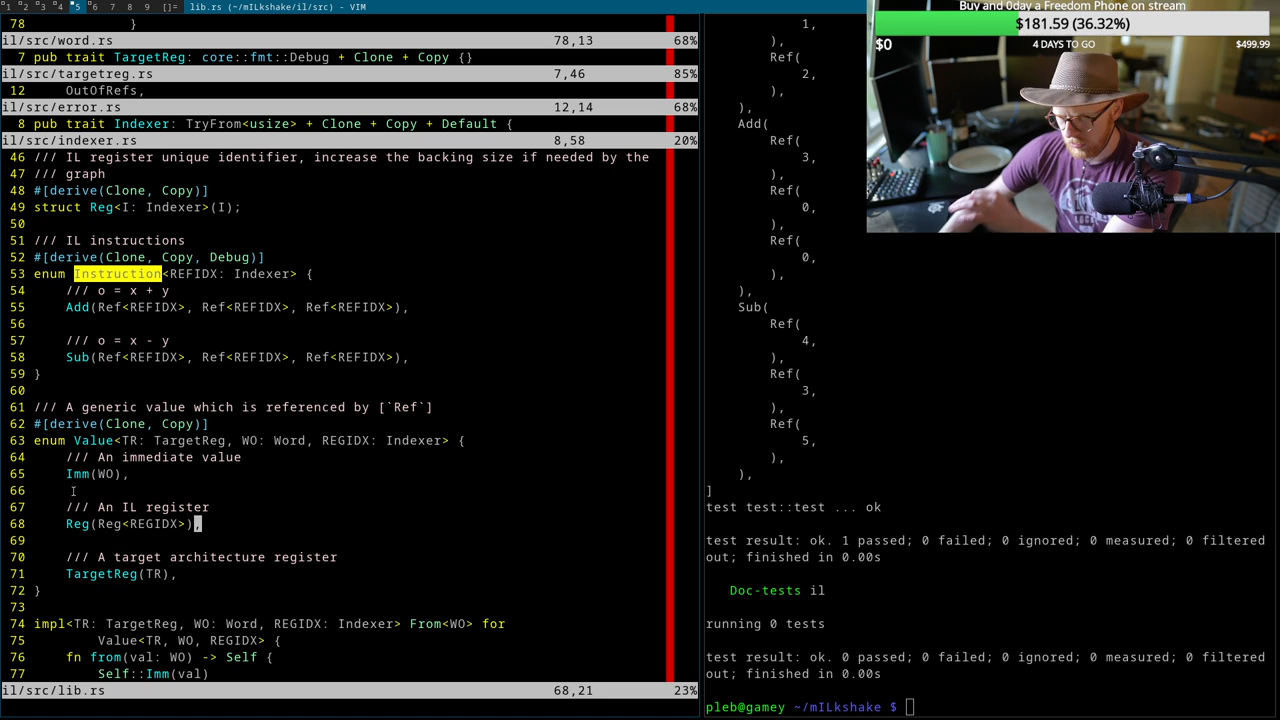 1 2 3 4 5 6 7 8 9 []= lib.rs (~/mILkshake/il/src) - VIM
78 }
il/src/word.rs 78,13 68%
7 pub trait TargetReg: core::fmt::Debug + Clone + Copy {}
il/src/targetreg.rs 7,46 85%
12 OutOfRefs,
il/src/error.rs 12,14 68%
8 pub trait Indexer: TryFrom<usize> + Clone + Copy + Default {
il/src/indexer.rs 8,58 20%
46 /// IL register unique identifier, increase the backing size if needed by the
47 /// graph
48 #[derive(Clone, Copy)]
49 struct Reg<I: Indexer>(I);
50
51 /// IL instructions
52 #[derive(Clone, Copy, Debug)]
53 enum Instruction<REFIDX: Indexer> {
54 /// o = x + y
55 Add(Ref<REFIDX>, Ref<REFIDX>, Ref<REFIDX>),
56
57 /// o = x - y
58 Sub(Ref<REFIDX>, Ref<REFIDX>, Ref<REFIDX>),
59 }
60
61 /// A generic value which is referenced by [`Ref`]
62 #[derive(Clone, Copy)]
63 enum Value<TR: TargetReg, WO: Word, REGIDX: Indexer> {
64 /// An immediate value
65 Imm(WO),
66
67 /// An IL register
68 Reg(Reg<REGIDX>),
69
70 /// A target architecture register
71 TargetReg(TR),
72 }
73
74 impl<TR: TargetReg, WO: Word, REGIDX: Indexer> From<WO> for
75 Value<TR, WO, REGIDX> {
76 fn from(val: WO) -> Self {
77 Self::Imm(val)
il/src/lib.rs 68,21 23%
1,
),
Ref(
2,
),
),
Add(
Ref(
3,
),
Ref(
0,
),
Ref(
0,
),
),
Sub(
Ref(
4,
),
Ref(
3,
),
Ref(
5,
),
),
]
test test::test ... ok
test result: ok. 1 passed; 0 failed; 0 ignored; 0 measured; 0 filtered
out; finished in 0.00s
Doc-tests il
running 0 tests
test result: ok. 0 passed; 0 failed; 0 ignored; 0 measured; 0 filtered
out; finished in 0.00s
pleb@gamey ~/mILkshake $
Buy and 0day a Freedom Phone on stream
$181.59 (36.32%)
$0 4 DAYS TO GO $499.99